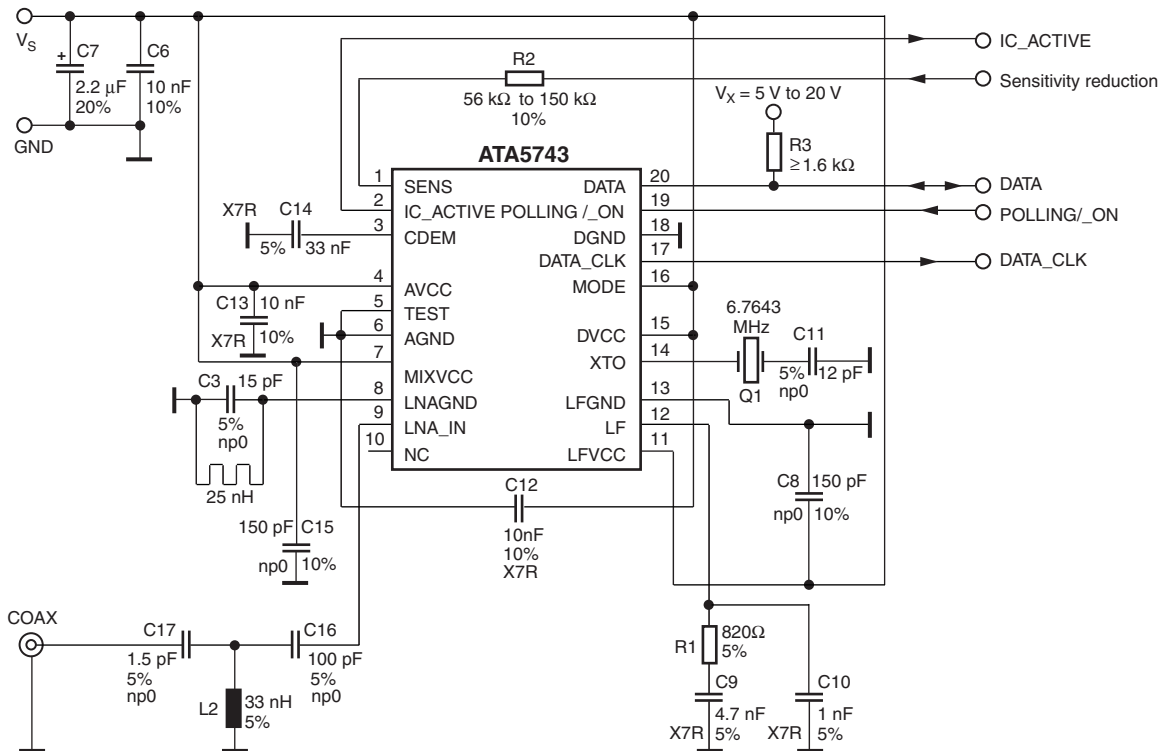 VS
C7
+
2.2 µF
20%
C6
10 nF
10%
GND
IC_ACTIVE
R2
56 kΩ to 150 kΩ
10%
Sensitivity reduction
VX = 5 V to 20 V
R3
≥1.6 kΩ
ATA5743
1
SENS
DATA
20
DATA
2
IC_ACTIVE POLLING /_ON
19
POLLING/_ON
X7R
C14
5%
33 nF
3
CDEM
DGND
18
DATA_CLK
17
DATA_CLK
4
AVCC
MODE
16
C13
10 nF
X7R
10%
5
TEST
6
AGND
DVCC
15
7
MIXVCC
XTO
14
6.7643
MHz
Q1
C11
5%
np0
12 pF
C3
15 pF
5%
np0
25 nH
8
LNAGND
LFGND
13
9
LNA_IN
LF
12
10
NC
LFVCC
11
C8
150 pF
np0
10%
C12
10nF
10%
X7R
150 pF
C15
np0
10%
COAX
C17
1.5 pF
5%
np0
C16
100 pF
5%
np0
L2
33 nH
5%
R1
820Ω
5%
C9
4.7 nF
X7R
5%
C10
1 nF
X7R
5%